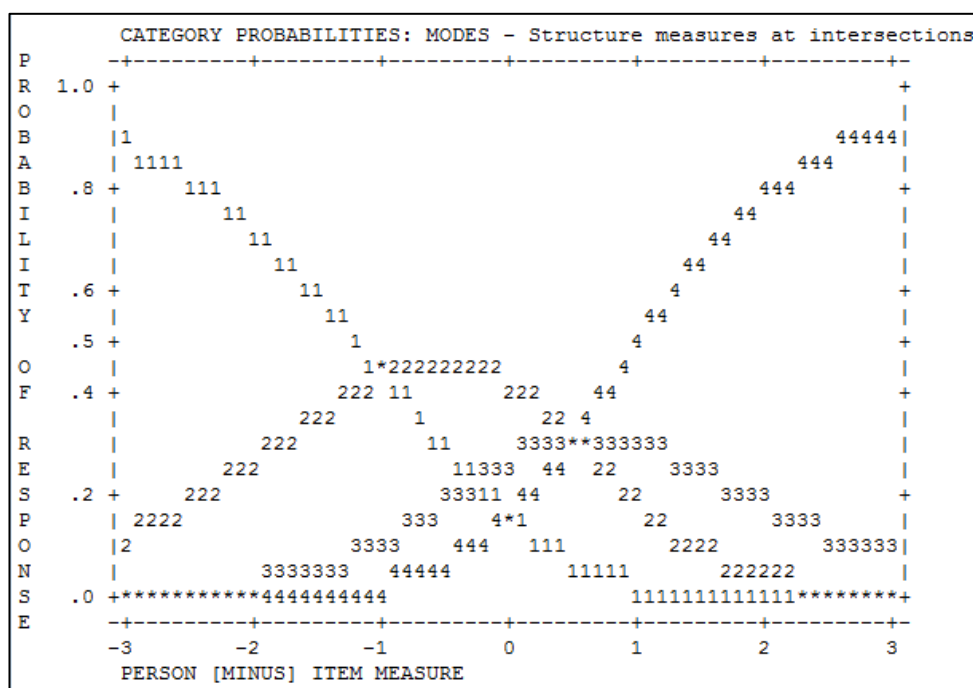 CATEGORY PROBABILITIES: MODES - Structure measures at intersections
P      -+---------+---------+---------+---------+---------+---------+-
R  1.0 +                                                             +
O      |                                                             |
B      |1                                                       44444|
A      | 1111                                                444     |
B   .8 +     111                                          444        +
I      |        11                                      44           |
L      |          11                                  44             |
I      |            11                              44               |
T   .6 +              11                           4                 +
Y      |                11                       44                  |
    .5 +                  1                     4                    +
O      |                   1*222222222         4                     |
F   .4 +                 222 11       222    44                      +
       |              222      1         22 4                        |
R      |           222          11     3333**333333                  |
E      |        222               11333  44  22    3333              |
S   .2 +     222                 33311 44      22      3333          +
P      | 2222                 333    4*1         22        3333      |
O      |2                 3333    444   111        2222        333333|
N      |           3333333   44444         11111       222222        |
S   .0 +***********4444444444                   1111111111111********+
E      -+---------+---------+---------+---------+---------+---------+-
-3 -2 -1 0 1 2 3
PERSON [MINUS] ITEM MEASURE